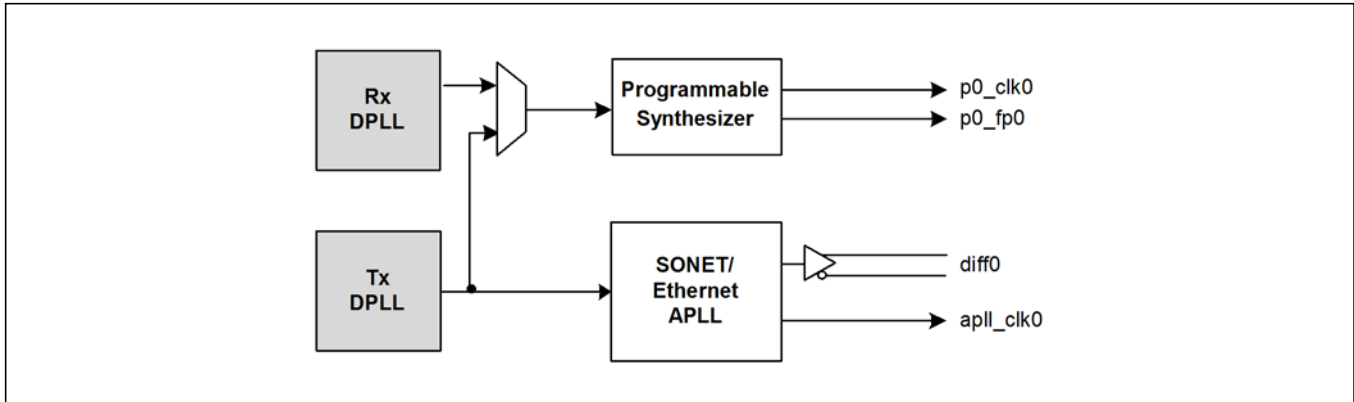 Rx
DPLL
Programmable
Synthesizer
p0_clk0
p0_fp0
Tx
DPLL
SONET/
Ethernet
APLL
diff0
apll_clk0